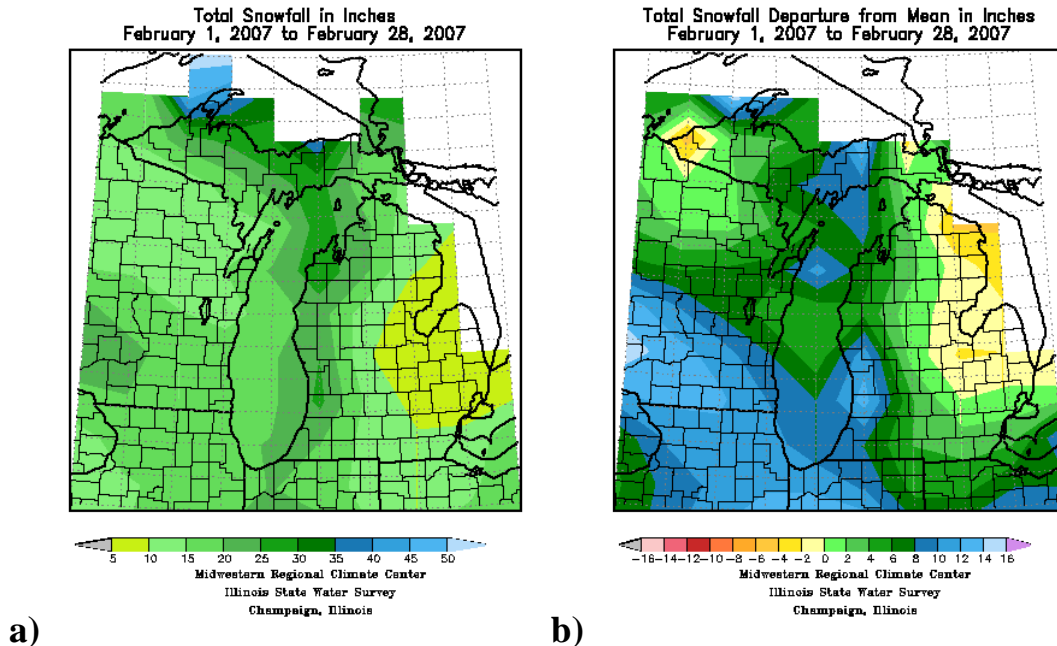 Total Snowfall in Inches
February 1, 2007 to February 28, 2007
5 10 15 20 25 30 35 40 45 50
Midwestern Regional Climate Center
Illinois State Water Survey
Champaign, Illinois
a)
Total Snowfall Departure from Mean in Inches
February 1, 2007 to February 28, 2007
-16 -14 -12 -10 -8 -6 -4 -2 0 2 4 6 8 10 12 14 16
Midwestern Regional Climate Center
Illinois State Water Survey
Champaign, Illinois
b)